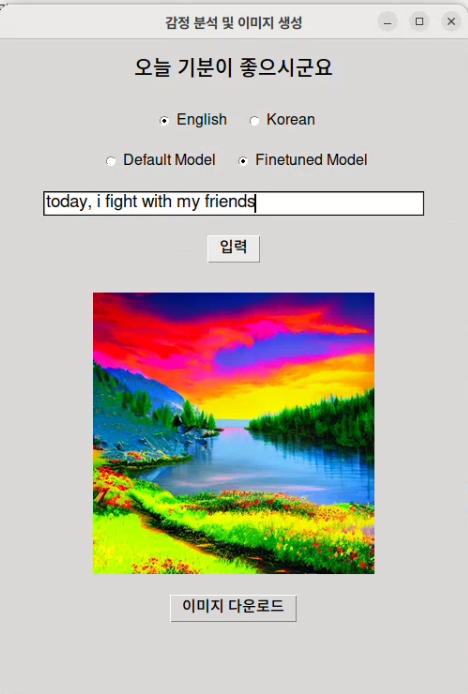 감정 분석 및 이미지 생성
오늘 기분이 좋으시군요
English Korean
Default Model Finetuned Model
today, i fight with my friends
입력
이미지 다운로드